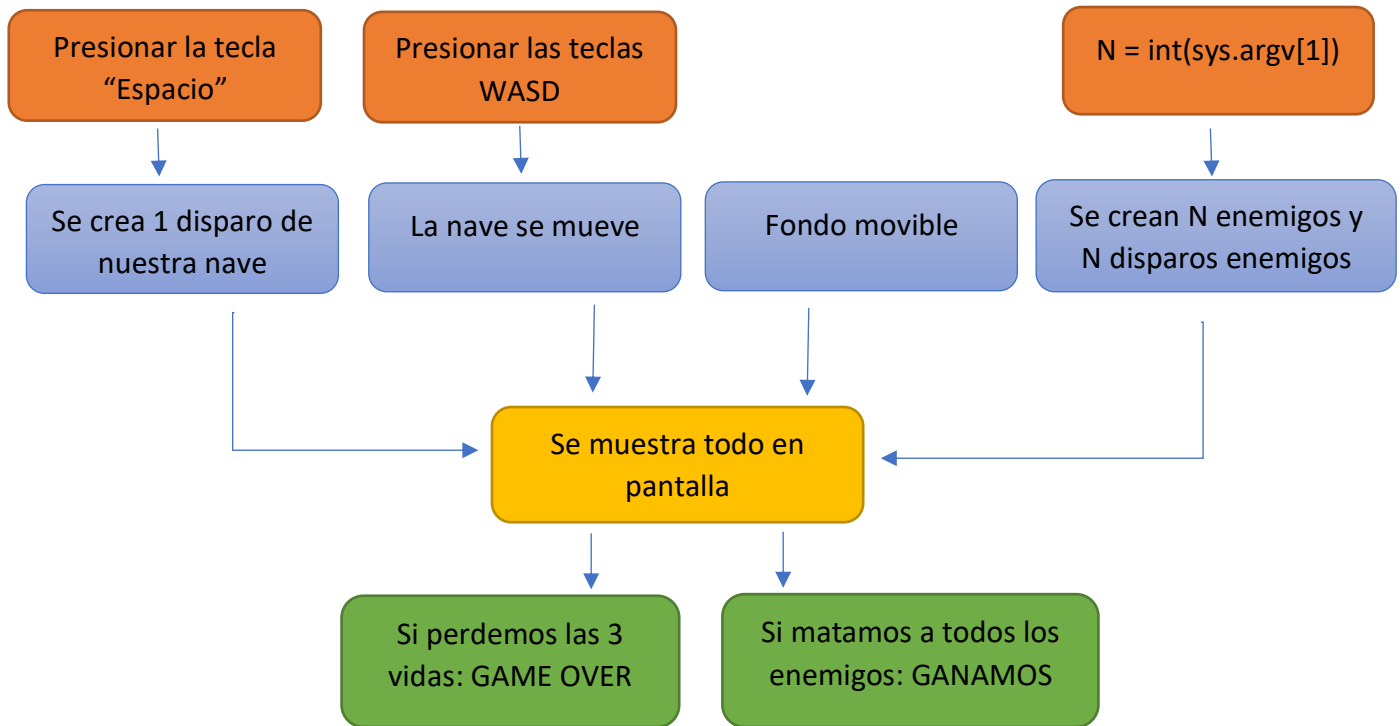 Presionar la tecla
“Espacio”
Presionar las teclas
WASD
N = int(sys.argv[1])
Se crea 1 disparo de
nuestra nave
La nave se mueve
Fondo movible
Se crean N enemigos y
N disparos enemigos
Se muestra todo en
pantalla
Si perdemos las 3
vidas: GAME OVER
Si matamos a todos los
enemigos: GANAMOS